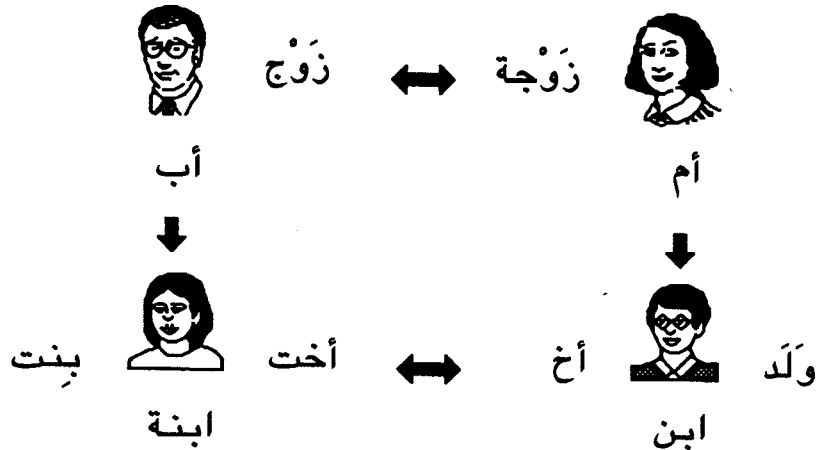 زَوْجة زَوْج
أم أب
وَلَد أخ أخت بِنت
ابن ابنة